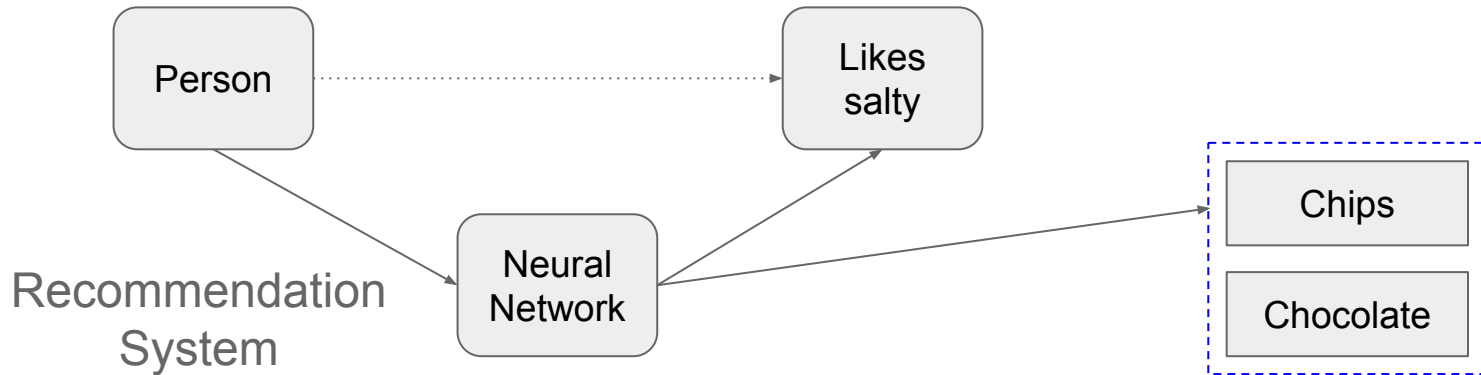 Person
Likes
salty
Chips
Neural
Network
Recommendation
System
Chocolate